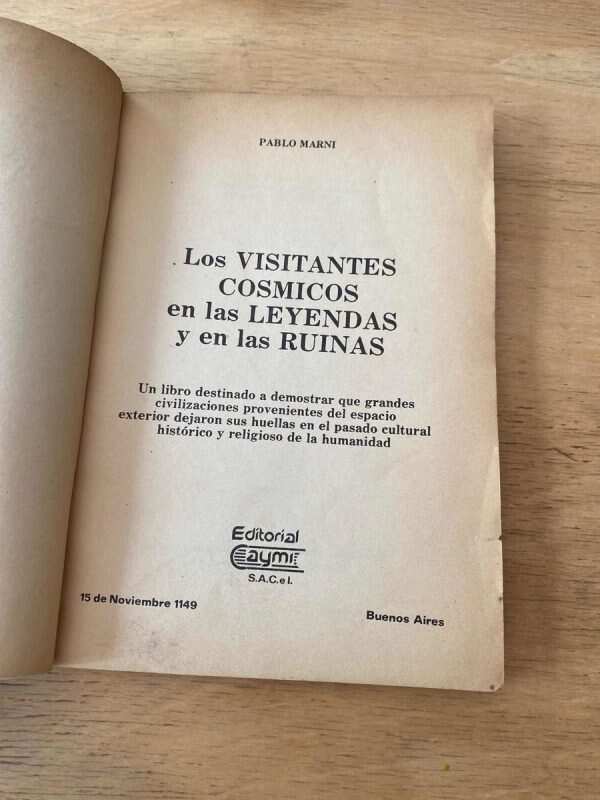 PABLO MARNI
Los VISITANTES
COSMICOS
en las LEYENDAS
y en las RUINAS
Un libro destinado a demostrar que grandes
civilizaciones provenientes del espacio
exterior dejaron sus huellas en el pasado cultural
histórico y religioso de la humanidad
Editorial
Caymi
S.A.C.e I.
15 de Noviembre 1149
Buenos Aires